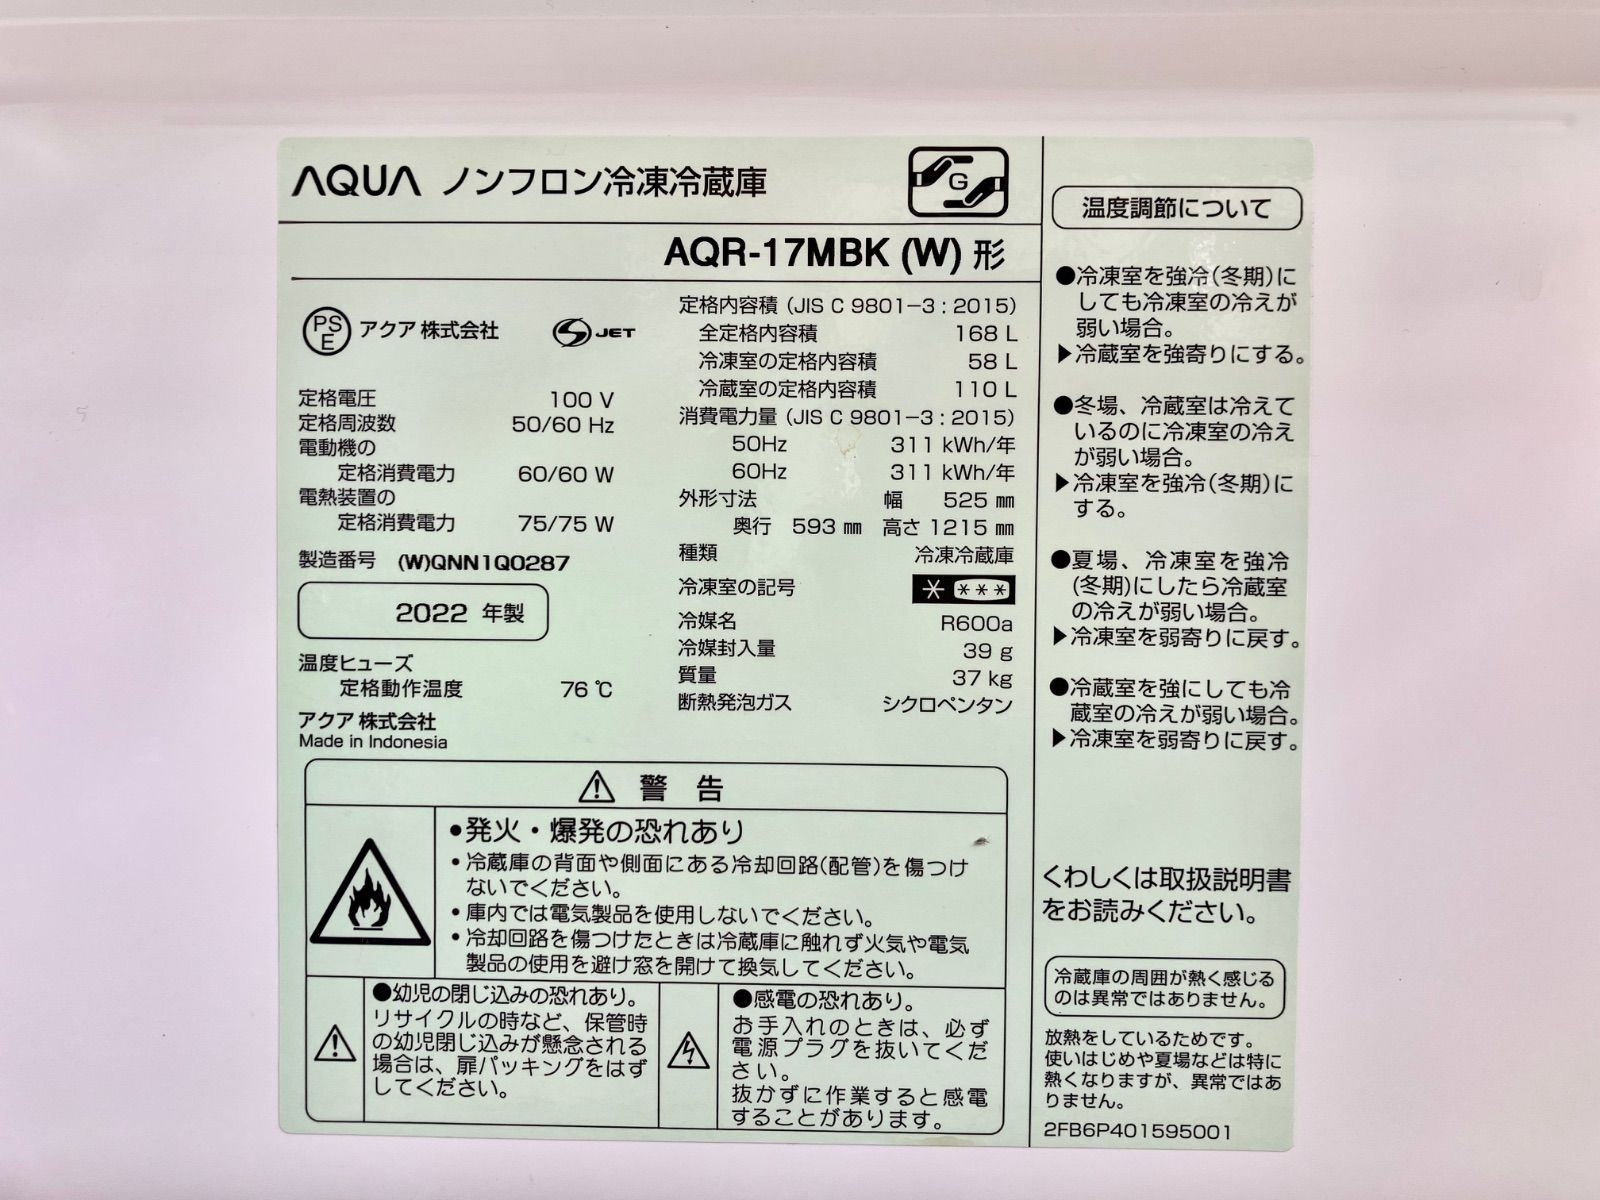 AQUA ノンフロン冷凍冷蔵庫
G
AQR-17MBK (W) 形
PS
E
アクア 株式会社
S JET
定格電圧 100 V
定格周波数 50/60 Hz
電動機の
定格消費電力 60/60 W
電熱装置の
定格消費電力 75/75 W
製造番号 (W)QNN1Q0287
2022 年製
温度ヒューズ
定格動作温度 76 ℃
アクア 株式会社
Made in Indonesia
定格内容積 (JIS C 9801-3 : 2015)
全定格内容積 168 L
冷凍室の定格内容積 58 L
冷蔵室の定格内容積 110 L
消費電力量 (JIS C 9801-3 : 2015)
50Hz 311 kWh/年
60Hz 311 kWh/年
外形寸法 幅 525 ㎜
奥行 593 ㎜ 高さ 1215 ㎜
種類 冷凍冷蔵庫
冷凍室の記号 * ***
冷媒名 R600a
冷媒封入量 39 g
質量 37 kg
断熱発泡ガス シクロペンタン
⚠ 警 告
•発火・爆発の恐れあり
•冷蔵庫の背面や側面にある冷却回路(配管)を傷つけ
ないでください。
•庫内では電気製品を使用しないでください。
•冷却回路を傷つけたときは冷蔵庫に触れず火気や電気
製品の使用を避け窓を開けて換気してください。
●幼児の閉じ込みの恐れあり。
リサイクルの時など、保管時
の幼児閉じ込みが懸念される
場合は、扉パッキングをはず
してください。
●感電の恐れあり。
お手入れのときは、必ず
電源プラグを抜いてくだ
さい。
抜かずに作業すると感電
することがあります。
温度調節について
●冷凍室を強冷(冬期)に
しても冷凍室の冷えが
弱い場合。
▶冷蔵室を強寄りにする。
●冬場、冷蔵室は冷えて
いるのに冷凍室の冷え
が弱い場合。
▶冷凍室を強冷(冬期)に
する。
●夏場、冷凍室を強冷
(冬期)にしたら冷蔵室
の冷えが弱い場合。
▶冷凍室を弱寄りに戻す。
●冷蔵室を強にしても冷
蔵室の冷えが弱い場合。
▶冷凍室を弱寄りに戻す。
くわしくは取扱説明書
をお読みください。
冷蔵庫の周囲が熱く感じる
のは異常ではありません。
放熱をしているためです。
使いはじめや夏場などは特に
熱くなりますが、異常ではあ
りません。
2FB6P401595001